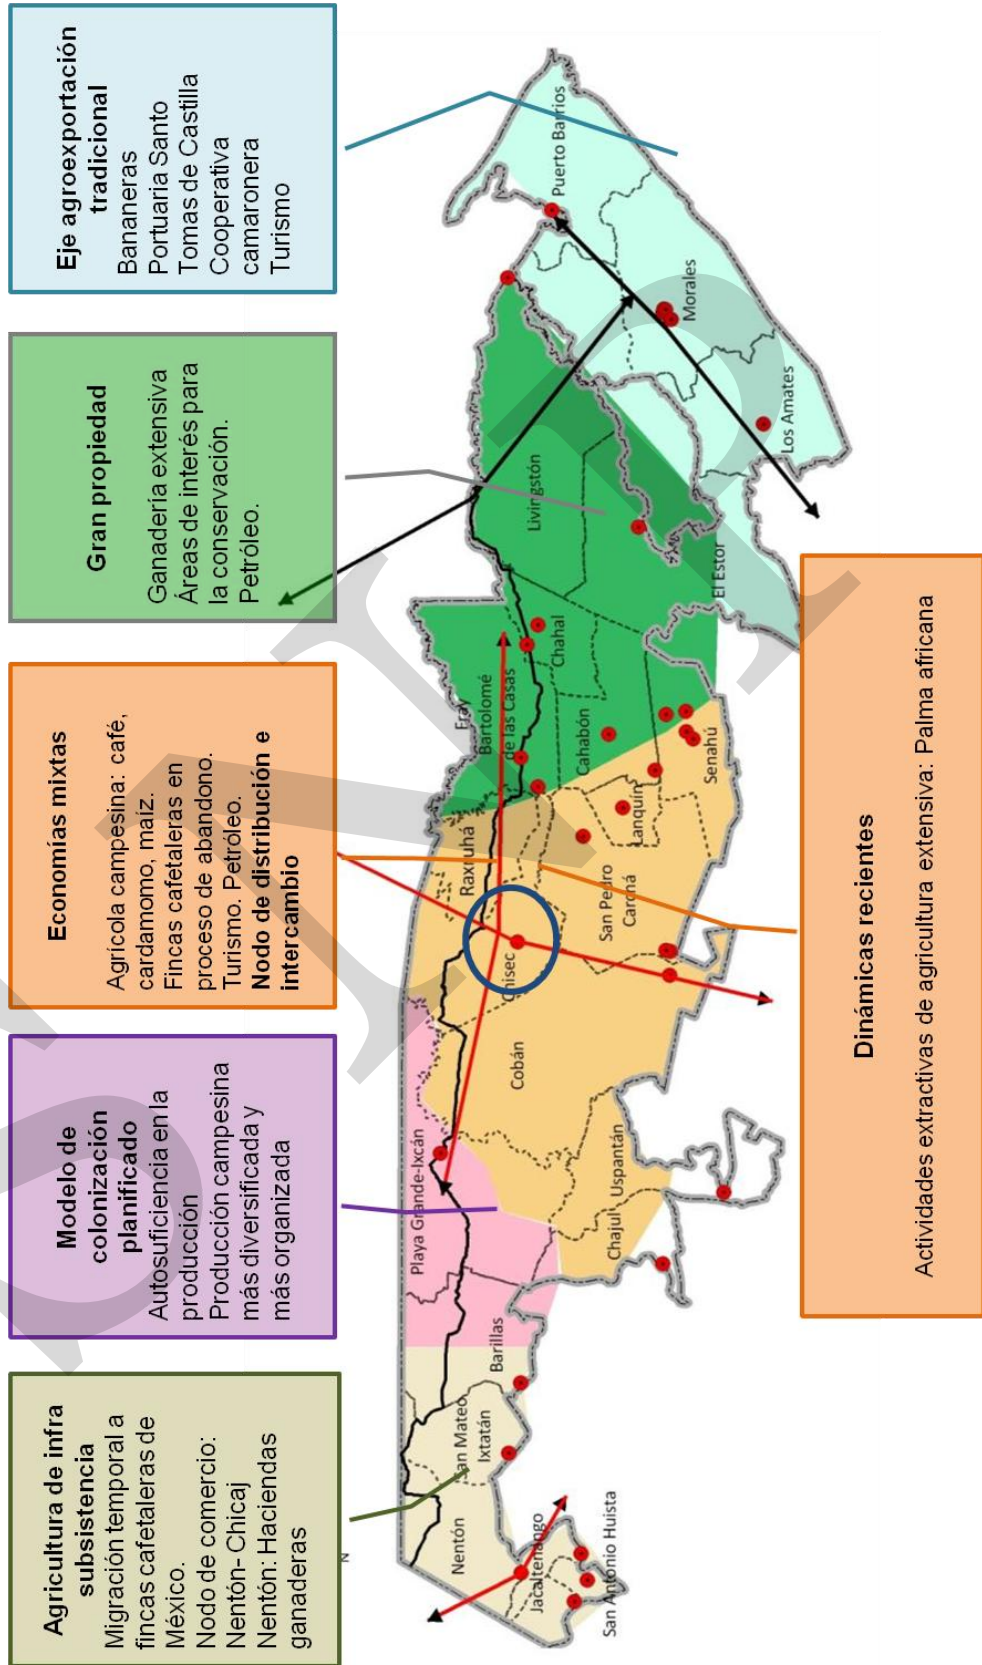 Agricultura de infra
subsistencia
Migración temporal a
fincas cafetaleras de
México.
Nodo de comercio:
Nentón- Chicaj
Nentón: Haciendas
ganaderas
Modelo de
colonización
planificado
Autosuficiencia en la
producción
Producción campesina
más diversificada y
más organizada
Economías mixtas
Agrícola campesina: café,
cardamomo, maíz.
Fincas cafetaleras en
proceso de abandono.
Turismo. Petróleo.
Nodo de distribución e
intercambio
Gran propiedad
Ganadería extensiva
Áreas de interés para
la conservación.
Petróleo.
Eje agroexportación
tradicional
Bananeras
Portuaria Santo
Tomas de Castilla
Cooperativa
camaronera
Turismo
N
Nentón
San Mateo
Ixtatán
Barillas
Jacaltenango
San Antonio Huista
Playa Grande-Ixcán
Chajul
Uspantán
Cobán
Chisec
Raxruhá
San Pedro
Carchá
Lanquín
Senahú
Cahabón
Fray
Bartolomé
de las Casas
Chahal
Livingstón
El Estor
Puerto Barrios
Morales
Los Amates
Dinámicas recientes
Actividades extractivas de agricultura extensiva: Palma africana